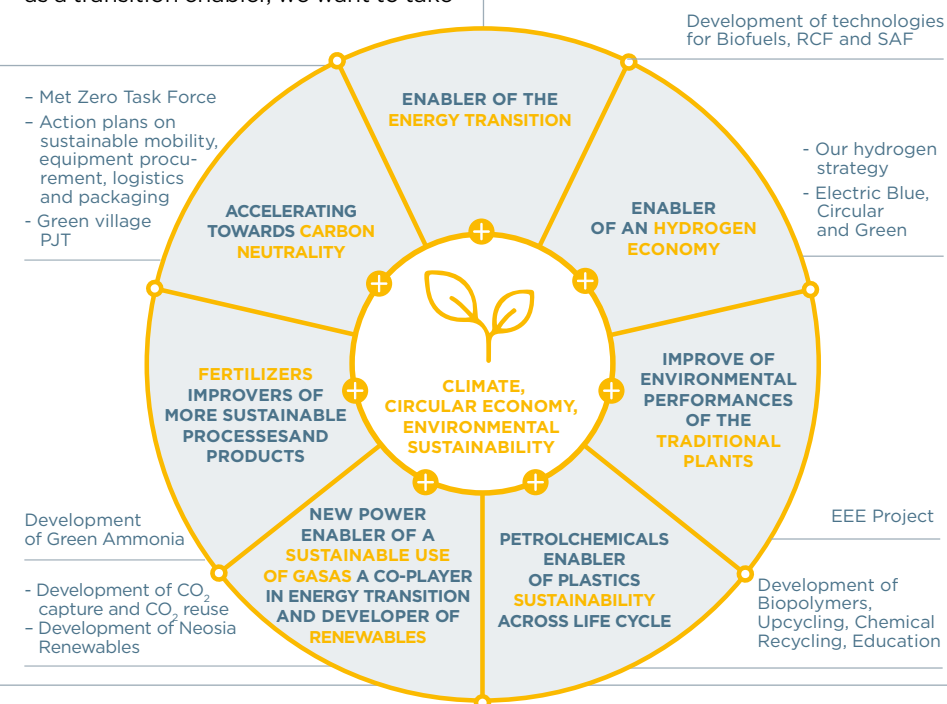 as a transition enabler, we want to take
Development of technologies
for Biofuels, RCF and SAF
– Met Zero Task Force
– Action plans on
sustainable mobility,
equipment procu-
rement, logistics
and packaging
– Green village
PJT
- Our hydrogen
strategy
- Electric Blue,
Circular
and Green
ENABLER OF THE
ENERGY TRANSITION
ACCELERATING
TOWARDS CARBON
NEUTRALITY
ENABLER
OF AN HYDROGEN
ECONOMY
FERTILIZERS
IMPROVERS OF
MORE SUSTAINABLE
PROCESSESAND
PRODUCTS
CLIMATE,
CIRCULAR ECONOMY,
ENVIRONMENTAL
SUSTAINABILITY
IMPROVE OF
ENVIRONMENTAL
PERFORMANCES
OF THE
TRADITIONAL
PLANTS
NEW POWER
ENABLER OF A
SUSTAINABLE USE
OF GASAS A CO-PLAYER
IN ENERGY TRANSITION
AND DEVELOPER OF
RENEWABLES
PETROLCHEMICALS
ENABLER
OF PLASTICS
SUSTAINABILITY
ACROSS LIFE CYCLE
Development
of Green Ammonia
EEE Project
- Development of CO₂
capture and CO₂ reuse
– Development of Neosia
Renewables
Development of
Biopolymers,
Upcycling, Chemical
Recycling, Education